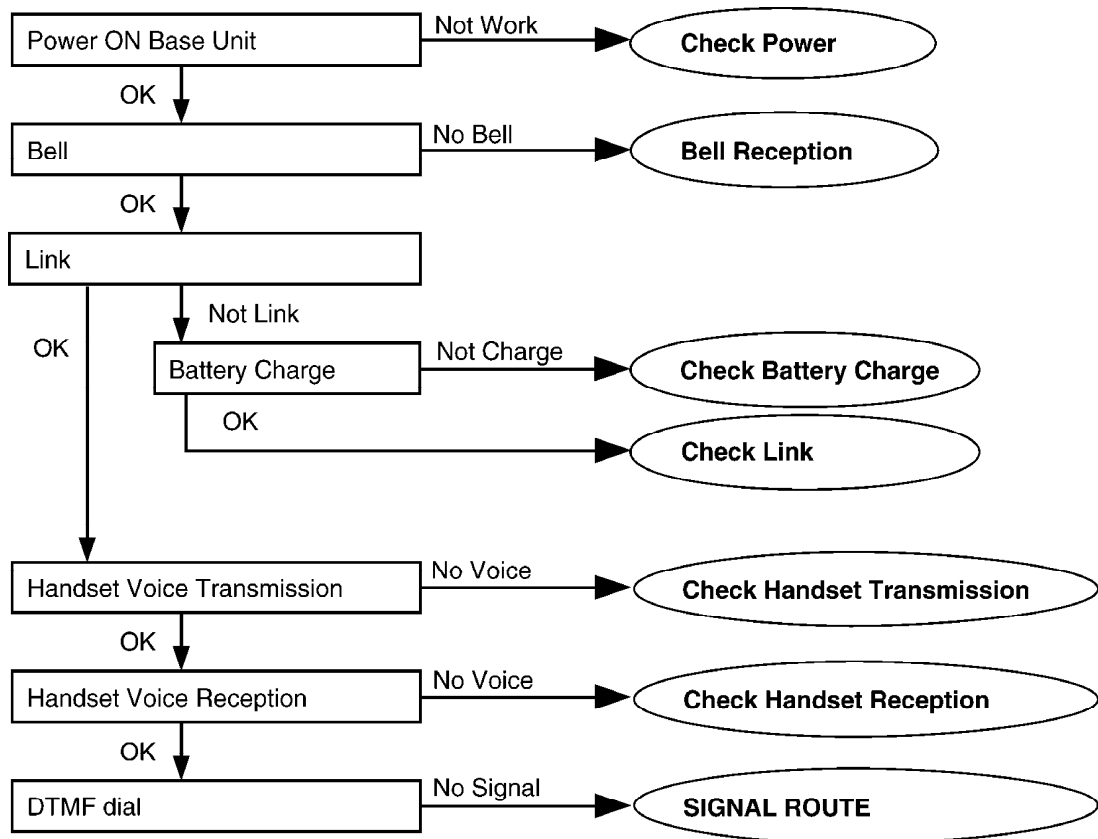 Power ON Base Unit
Not Work
Check Power
OK
Bell
No Bell
Bell Reception
OK
Link
Not Link
OK
Battery Charge
Not Charge
Check Battery Charge
OK
Check Link
Handset Voice Transmission
No Voice
Check Handset Transmission
OK
Handset Voice Reception
No Voice
Check Handset Reception
OK
DTMF dial
No Signal
SIGNAL ROUTE